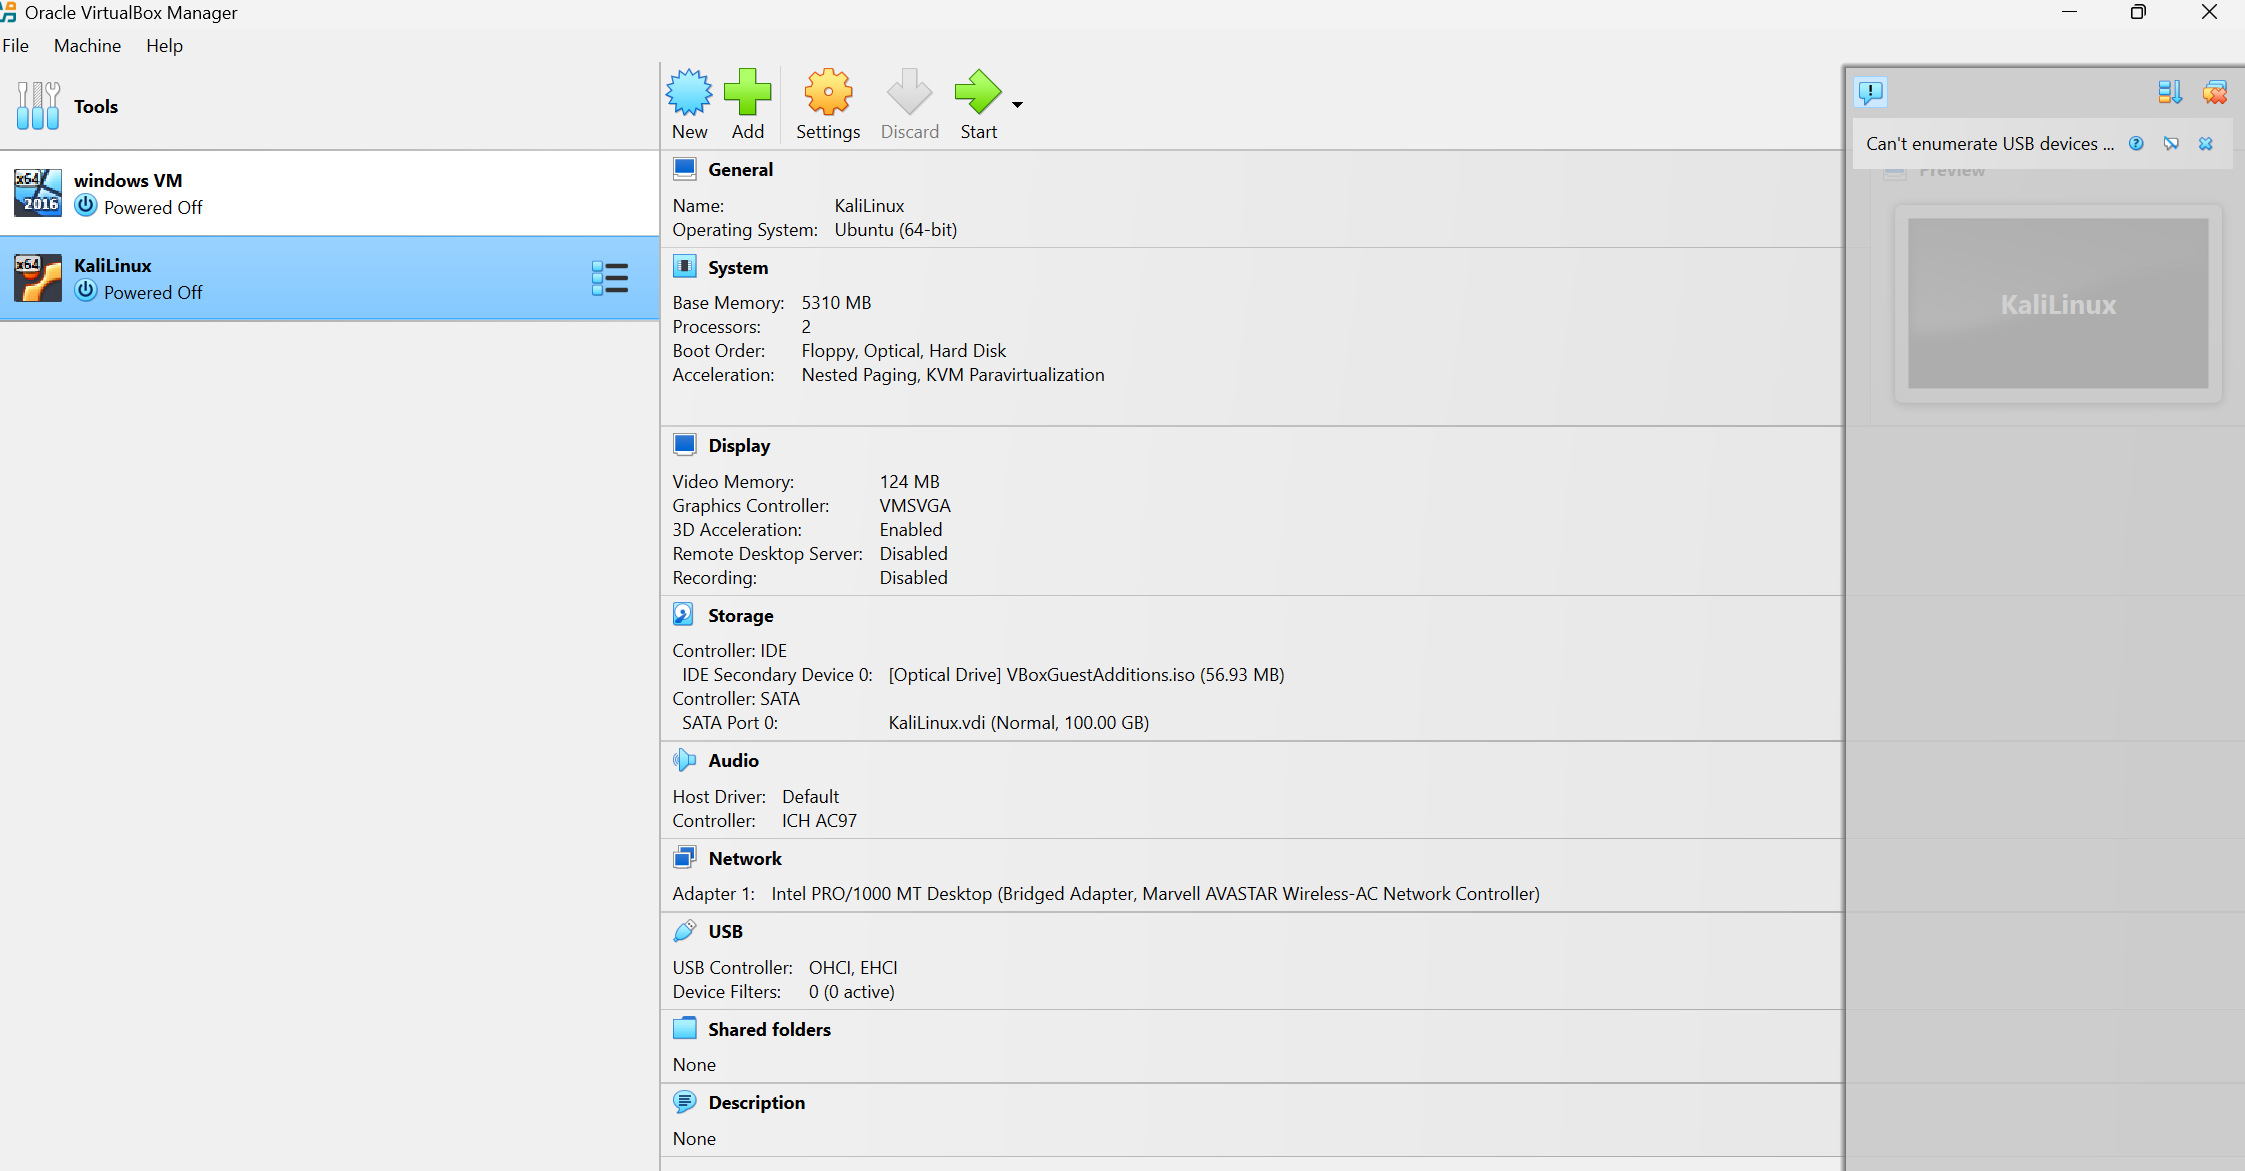 Oracle VirtualBox Manager
File Machine Help
Tools
x64
2016
windows VM
Powered Off
x64
KaliLinux
Powered Off
New Add Settings Discard Start
General
Name: KaliLinux
Operating System: Ubuntu (64-bit)
System
Base Memory: 5310 MB
Processors: 2
Boot Order: Floppy, Optical, Hard Disk
Acceleration: Nested Paging, KVM Paravirtualization
Display
Video Memory: 124 MB
Graphics Controller: VMSVGA
3D Acceleration: Enabled
Remote Desktop Server: Disabled
Recording: Disabled
Storage
Controller: IDE
IDE Secondary Device 0: [Optical Drive] VBoxGuestAdditions.iso (56.93 MB)
Controller: SATA
SATA Port 0: KaliLinux.vdi (Normal, 100.00 GB)
Audio
Host Driver: Default
Controller: ICH AC97
Network
Adapter 1: Intel PRO/1000 MT Desktop (Bridged Adapter, Marvell AVASTAR Wireless-AC Network Controller)
USB
USB Controller: OHCI, EHCI
Device Filters: 0 (0 active)
Shared folders
None
Description
None
Can't enumerate USB devices ...
Preview
KaliLinux